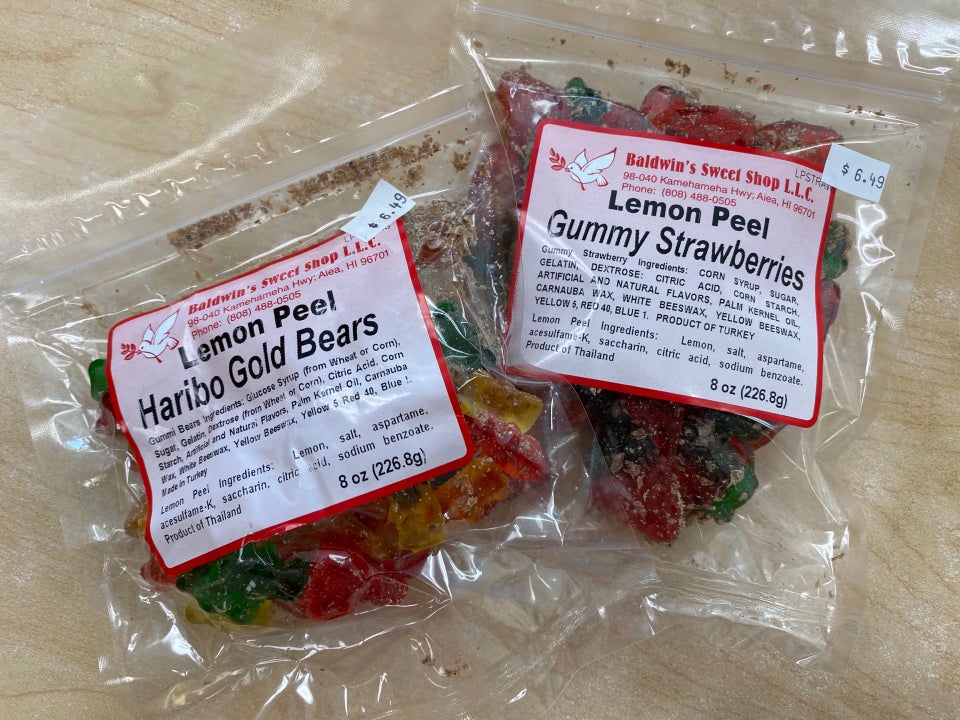 $ 6.49
Baldwin's Sweet Shop L.L.C.
98-040 Kamehameha Hwy; Aiea, HI 96701
Phone: (808) 488-0505
Lemon Peel
Haribo Gold Bears
Gummi Bears Ingredients: Glucose Syrup (from Wheat or Corn),
Sugar, Gelatin, Dextrose (from Wheat or Corn), Citric Acid, Corn
Starch, Artificial and Natural Flavors, Palm Kernel Oil, Carnauba
Wax, White Beeswax, Yellow Beeswax, Yellow 5, Red 40, Blue 1.
Made in Turkey
Lemon Peel Ingredients: Lemon, salt, aspartame,
acesulfame-K, saccharin, citric acid, sodium benzoate.
Product of Thailand
8 oz (226.8g)
$ 6.49
LPSTRAW
Baldwin's Sweet Shop L.L.C.
98-040 Kamehameha Hwy; Aiea, HI 96701
Phone: (808) 488-0505
Lemon Peel
Gummy Strawberries
Gummy Strawberry Ingredients: CORN SYRUP, SUGAR,
GELATIN, DEXTROSE: CITRIC ACID, CORN STARCH,
ARTIFICIAL AND NATURAL FLAVORS, PALM KERNEL OIL,
CARNAUBA WAX, WHITE BEESWAX, YELLOW BEESWAX,
YELLOW 5, RED 40, BLUE 1. PRODUCT OF TURKEY
Lemon Peel Ingredients: Lemon, salt, aspartame,
acesulfame-K, saccharin, citric acid, sodium benzoate.
Product of Thailand
8 oz (226.8g)